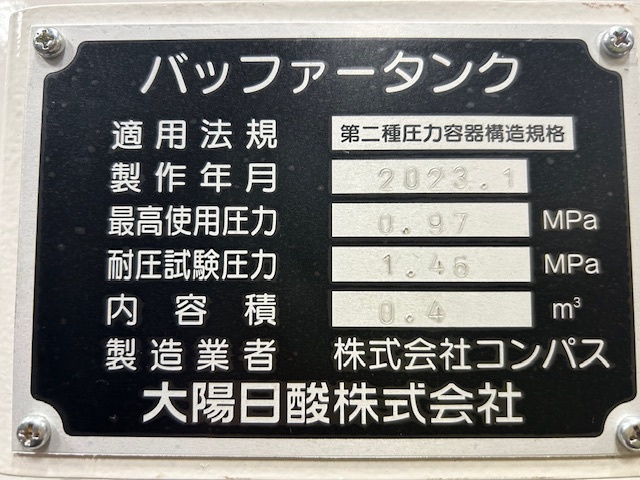 バッファータンク
適用法規 第二種圧力容器構造規格
製作年月 2023.1
最高使用圧力 0.97 MPa
耐圧試験圧力 1.46 MPa
内容積 0.4 m³
製造業者 株式会社コンパス
大陽日酸株式会社